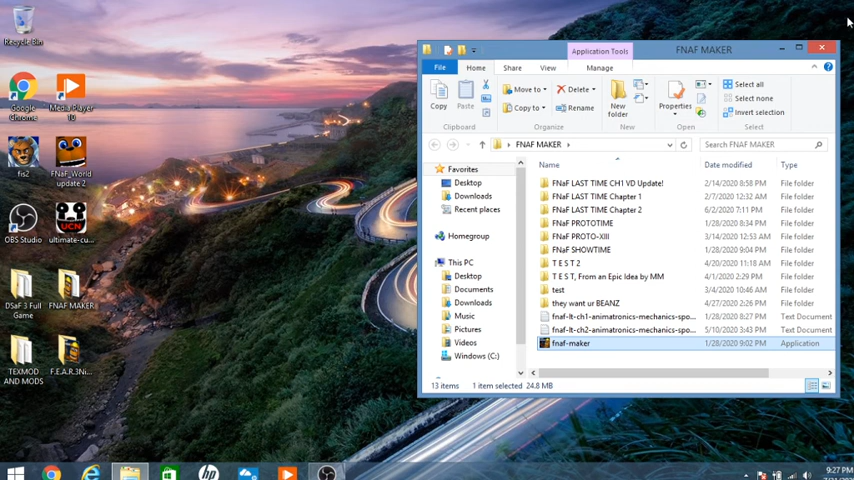 Recycle Bin
Google Chrome
Media Player 10
fis2
FNaF_World update 2
OBS Studio
ultimate-cu...
DSaF 3 Full Game
FNAF MAKER
TEXMOD AND MODS
F.E.A.R.3Ni...
Application Tools
FNAF MAKER
File
Home
Share
View
Manage
Copy
Paste
Move to
Copy to
Delete
Rename
New folder
Properties
Select all
Select none
Invert selection
Clipboard
Organize
New
Open
Select
FNAF MAKER
Search FNAF MAKER
Favorites
Desktop
Downloads
Recent places
Homegroup
This PC
Desktop
Documents
Downloads
Music
Pictures
Videos
Windows (C:)
Name Date modified Type
FNaF LAST TIME CH1 VD Update! 2/14/2020 8:58 PM File folder
FNaF LAST TIME Chapter 1 2/7/2020 12:32 AM File folder
FNaF LAST TIME Chapter 2 6/2/2020 7:11 PM File folder
FNaF PROTOTIME 1/28/2020 8:34 PM File folder
FNaF PROTO-XIII 3/14/2020 12:53 AM File folder
FNaF SHOWTIME 1/28/2020 9:04 PM File folder
T E S T 2 4/20/2020 11:18 AM File folder
T E S T, From an Epic Idea by MM 4/1/2020 2:29 PM File folder
test 3/4/2020 10:46 AM File folder
they want ur BEANZ 4/27/2020 2:26 PM File folder
fnaf-lt-ch1-animatronics-mechanics-spo... 1/28/2020 8:27 PM Text Document
fnaf-lt-ch2-animatronics-mechanics-spo... 5/10/2020 3:43 PM Text Document
fnaf-maker 1/28/2020 9:02 PM Application
13 items 1 item selected 24.8 MB
9:27 PM